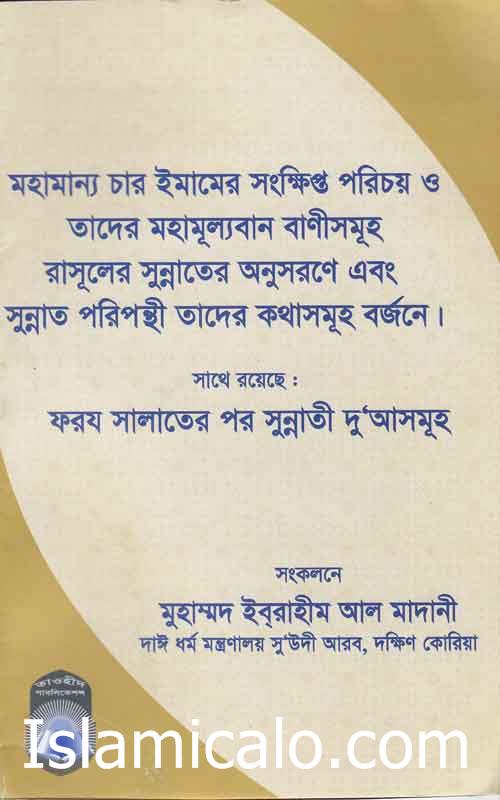 মহামান্য চার ইমামের সংক্ষিপ্ত পরিচয় ও
তাদের মহামূল্যবান বাণীসমূহ
রাসূলের সুন্নাতের অনুসরণে এবং
সুন্নাত পরিপন্থী তাদের কথাসমূহ বর্জনে।
সাথে রয়েছে :
ফরয সালাতের পর সুন্নাতী দু‘আসমূহ
সংকলনে
মুহাম্মদ ইব্‌রাহীম আল মাদানী
দাঈ ধর্ম মন্ত্রণালয় সু‘উদী আরব, দক্ষিণ কোরিয়া
তাওহীদ
পাবলিকেশন্স
Islamicalo.com